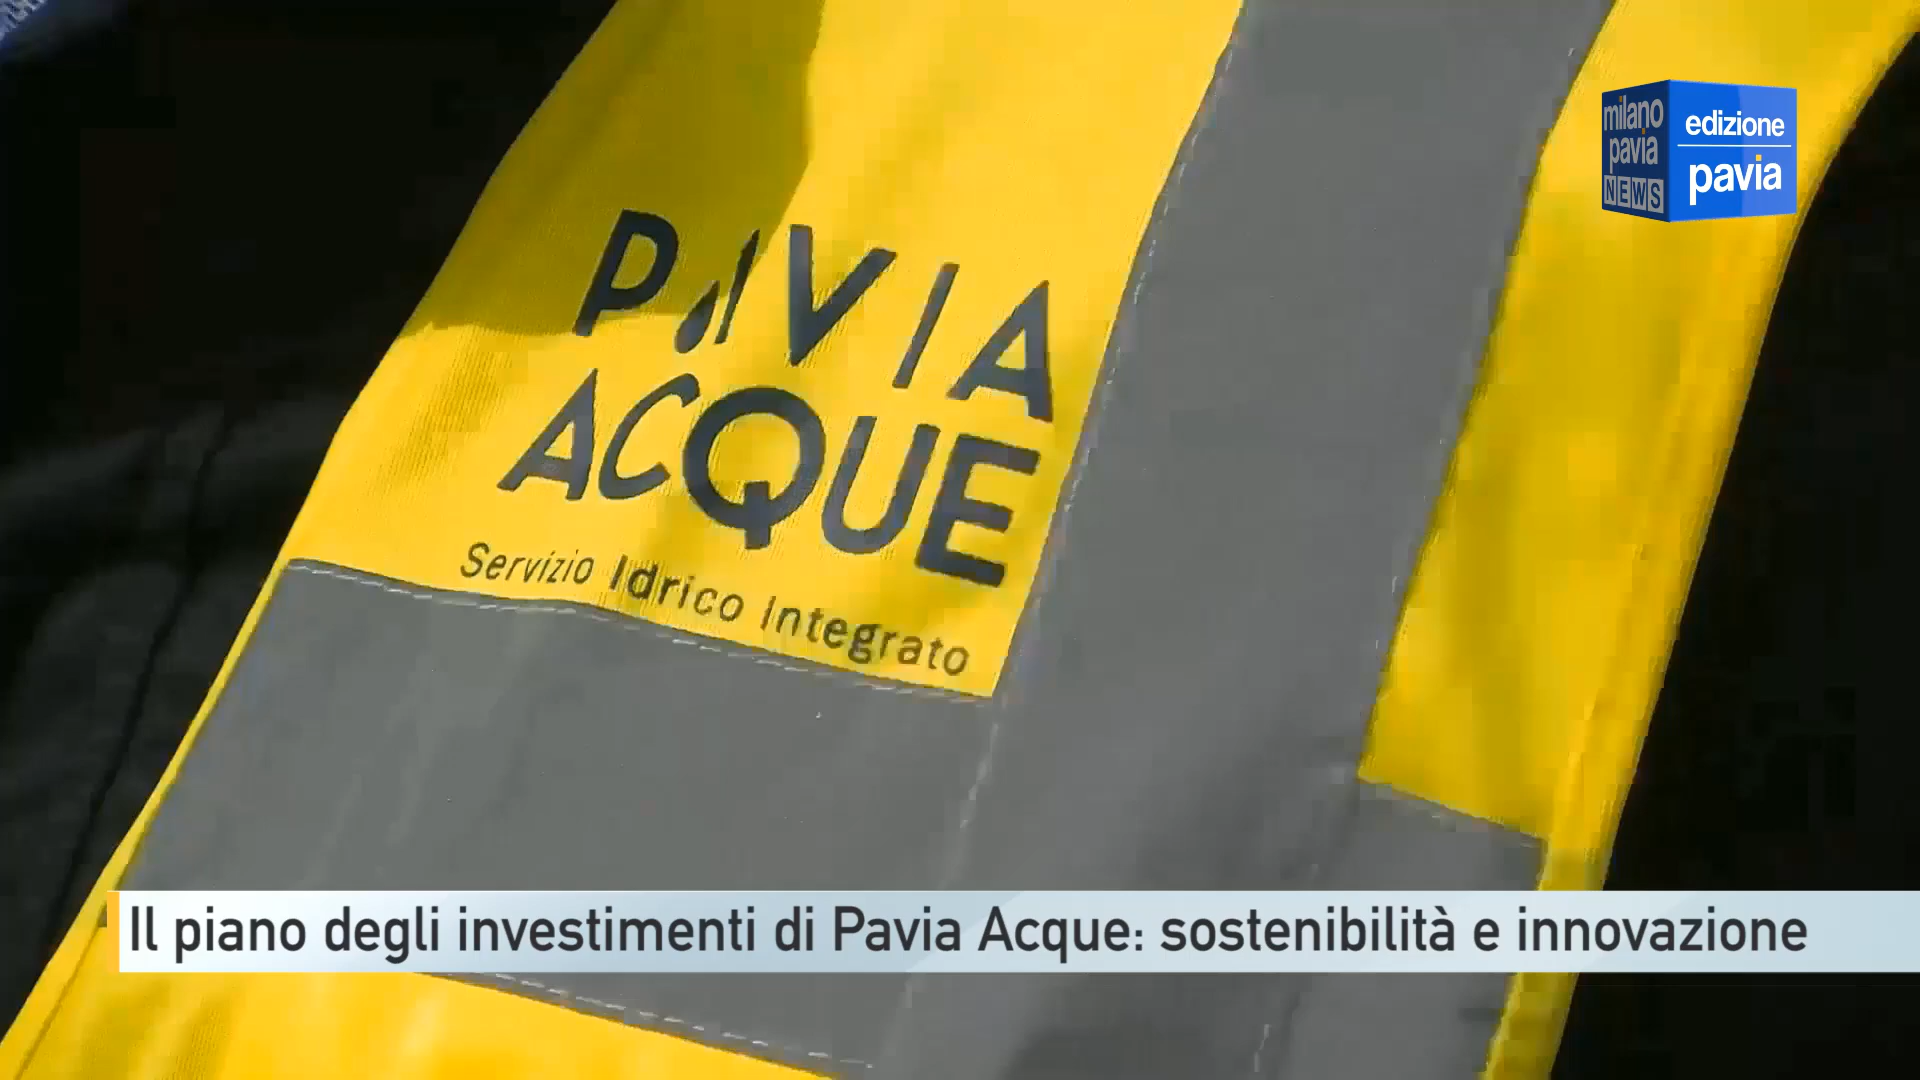 milano
pavia
NEWS
edizione
pavia
PAVIA
ACQUE
Servizio Idrico Integrato
Il piano degli investimenti di Pavia Acque: sostenibilità e innovazione